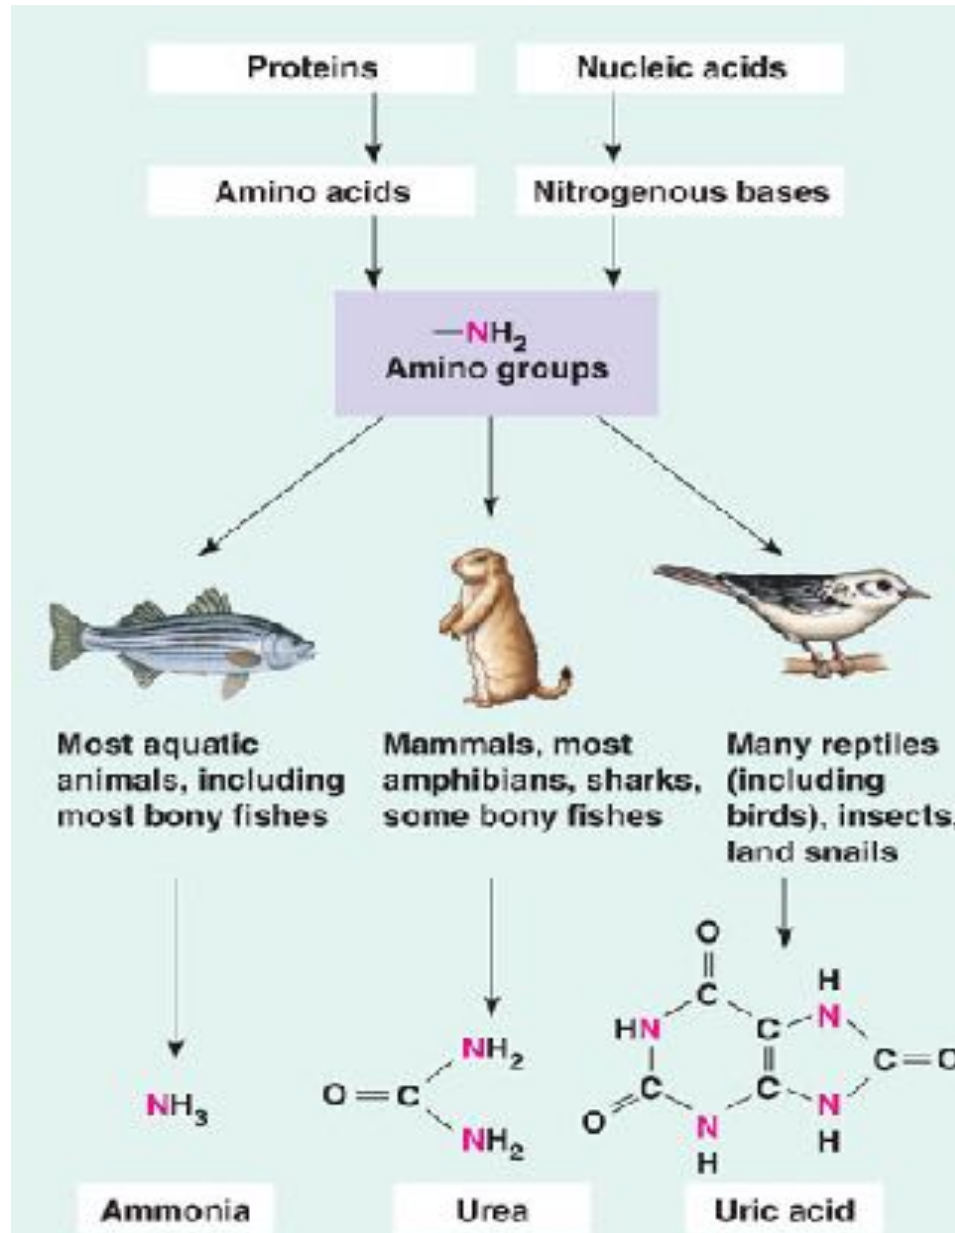 Proteins
Nucleic acids
Amino acids
Nitrogenous bases
—NH₂
Amino groups
Most aquatic
animals, including
most bony fishes
Mammals, most
amphibians, sharks,
some bony fishes
Many reptiles
(including
birds), insects,
land snails
NH₃
O=C
NH₂
NH₂
O
C
HN
C
O
N
H
C
C
H
N
C=O
N
H
Ammonia
Urea
Uric acid